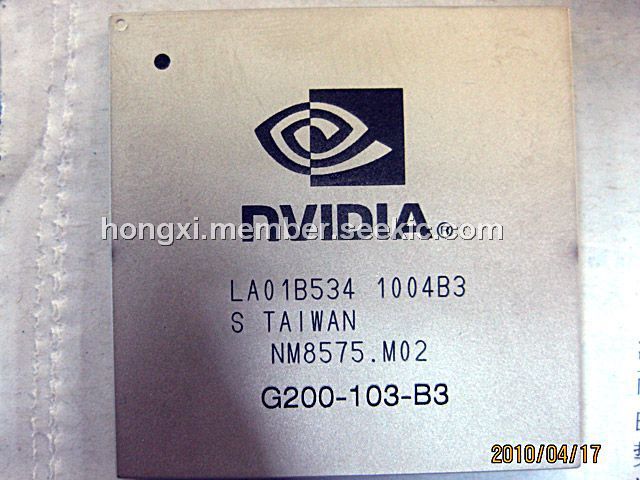 NVIDIA®
hongxi.member.seekic.com
LA01B534 1004B3
S TAIWAN
NM8575.M02
G200-103-B3
2010/04/17